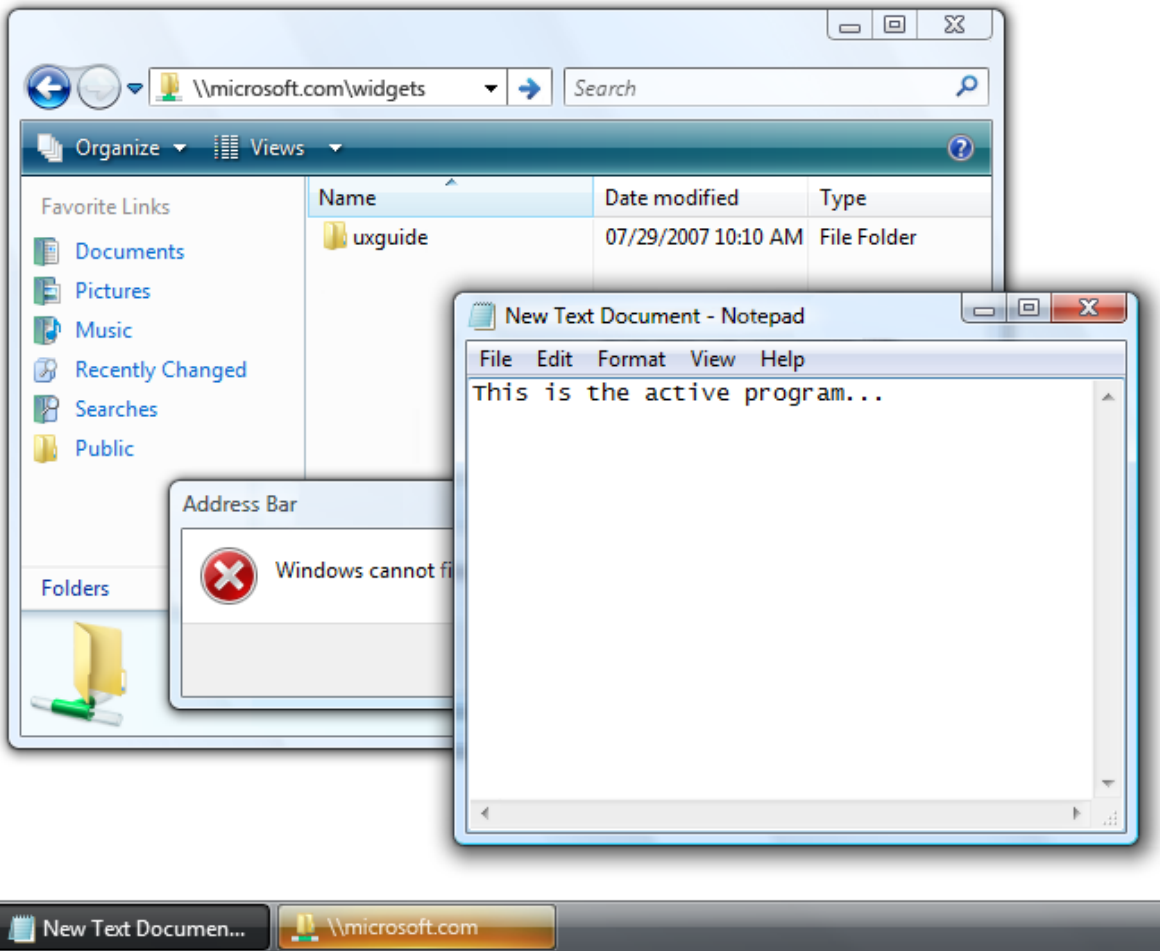 \\microsoft.com\widgets
Search
Organize
Views
Favorite Links
Name
Date modified
Type
uxguide
07/29/2007 10:10 AM
File Folder
Documents
Pictures
Music
Recently Changed
Searches
Public
Folders
Address Bar
Windows cannot fi
New Text Document - Notepad
File Edit Format View Help
This is the active program...
New Text Documen...
\\microsoft.com